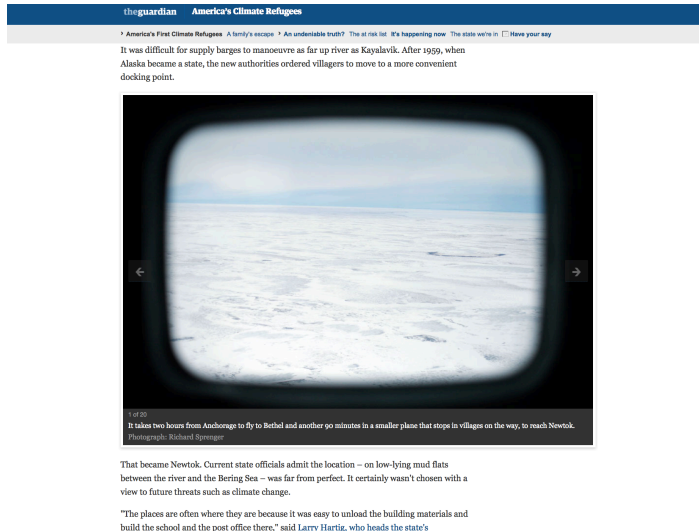 theguardian America's Climate Refugees
America's First Climate Refugees A family's escape An undeniable truth? The at risk list It's happening now The state we're in Have your say
It was difficult for supply barges to manoeuvre as far up river as Kayalavik. After 1959, when
Alaska became a state, the new authorities ordered villagers to move to a more convenient
docking point.
1 of 20
It takes two hours from Anchorage to fly to Bethel and another 90 minutes in a smaller plane that stops in villages on the way, to reach Newtok.
Photograph: Richard Sprenger
That became Newtok. Current state officials admit the location – on low-lying mud flats
between the river and the Bering Sea – was far from perfect. It certainly wasn't chosen with a
view to future threats such as climate change.
"The places are often where they are because it was easy to unload the building materials and
build the school and the post office there," said Larry Hartig, who heads the state's